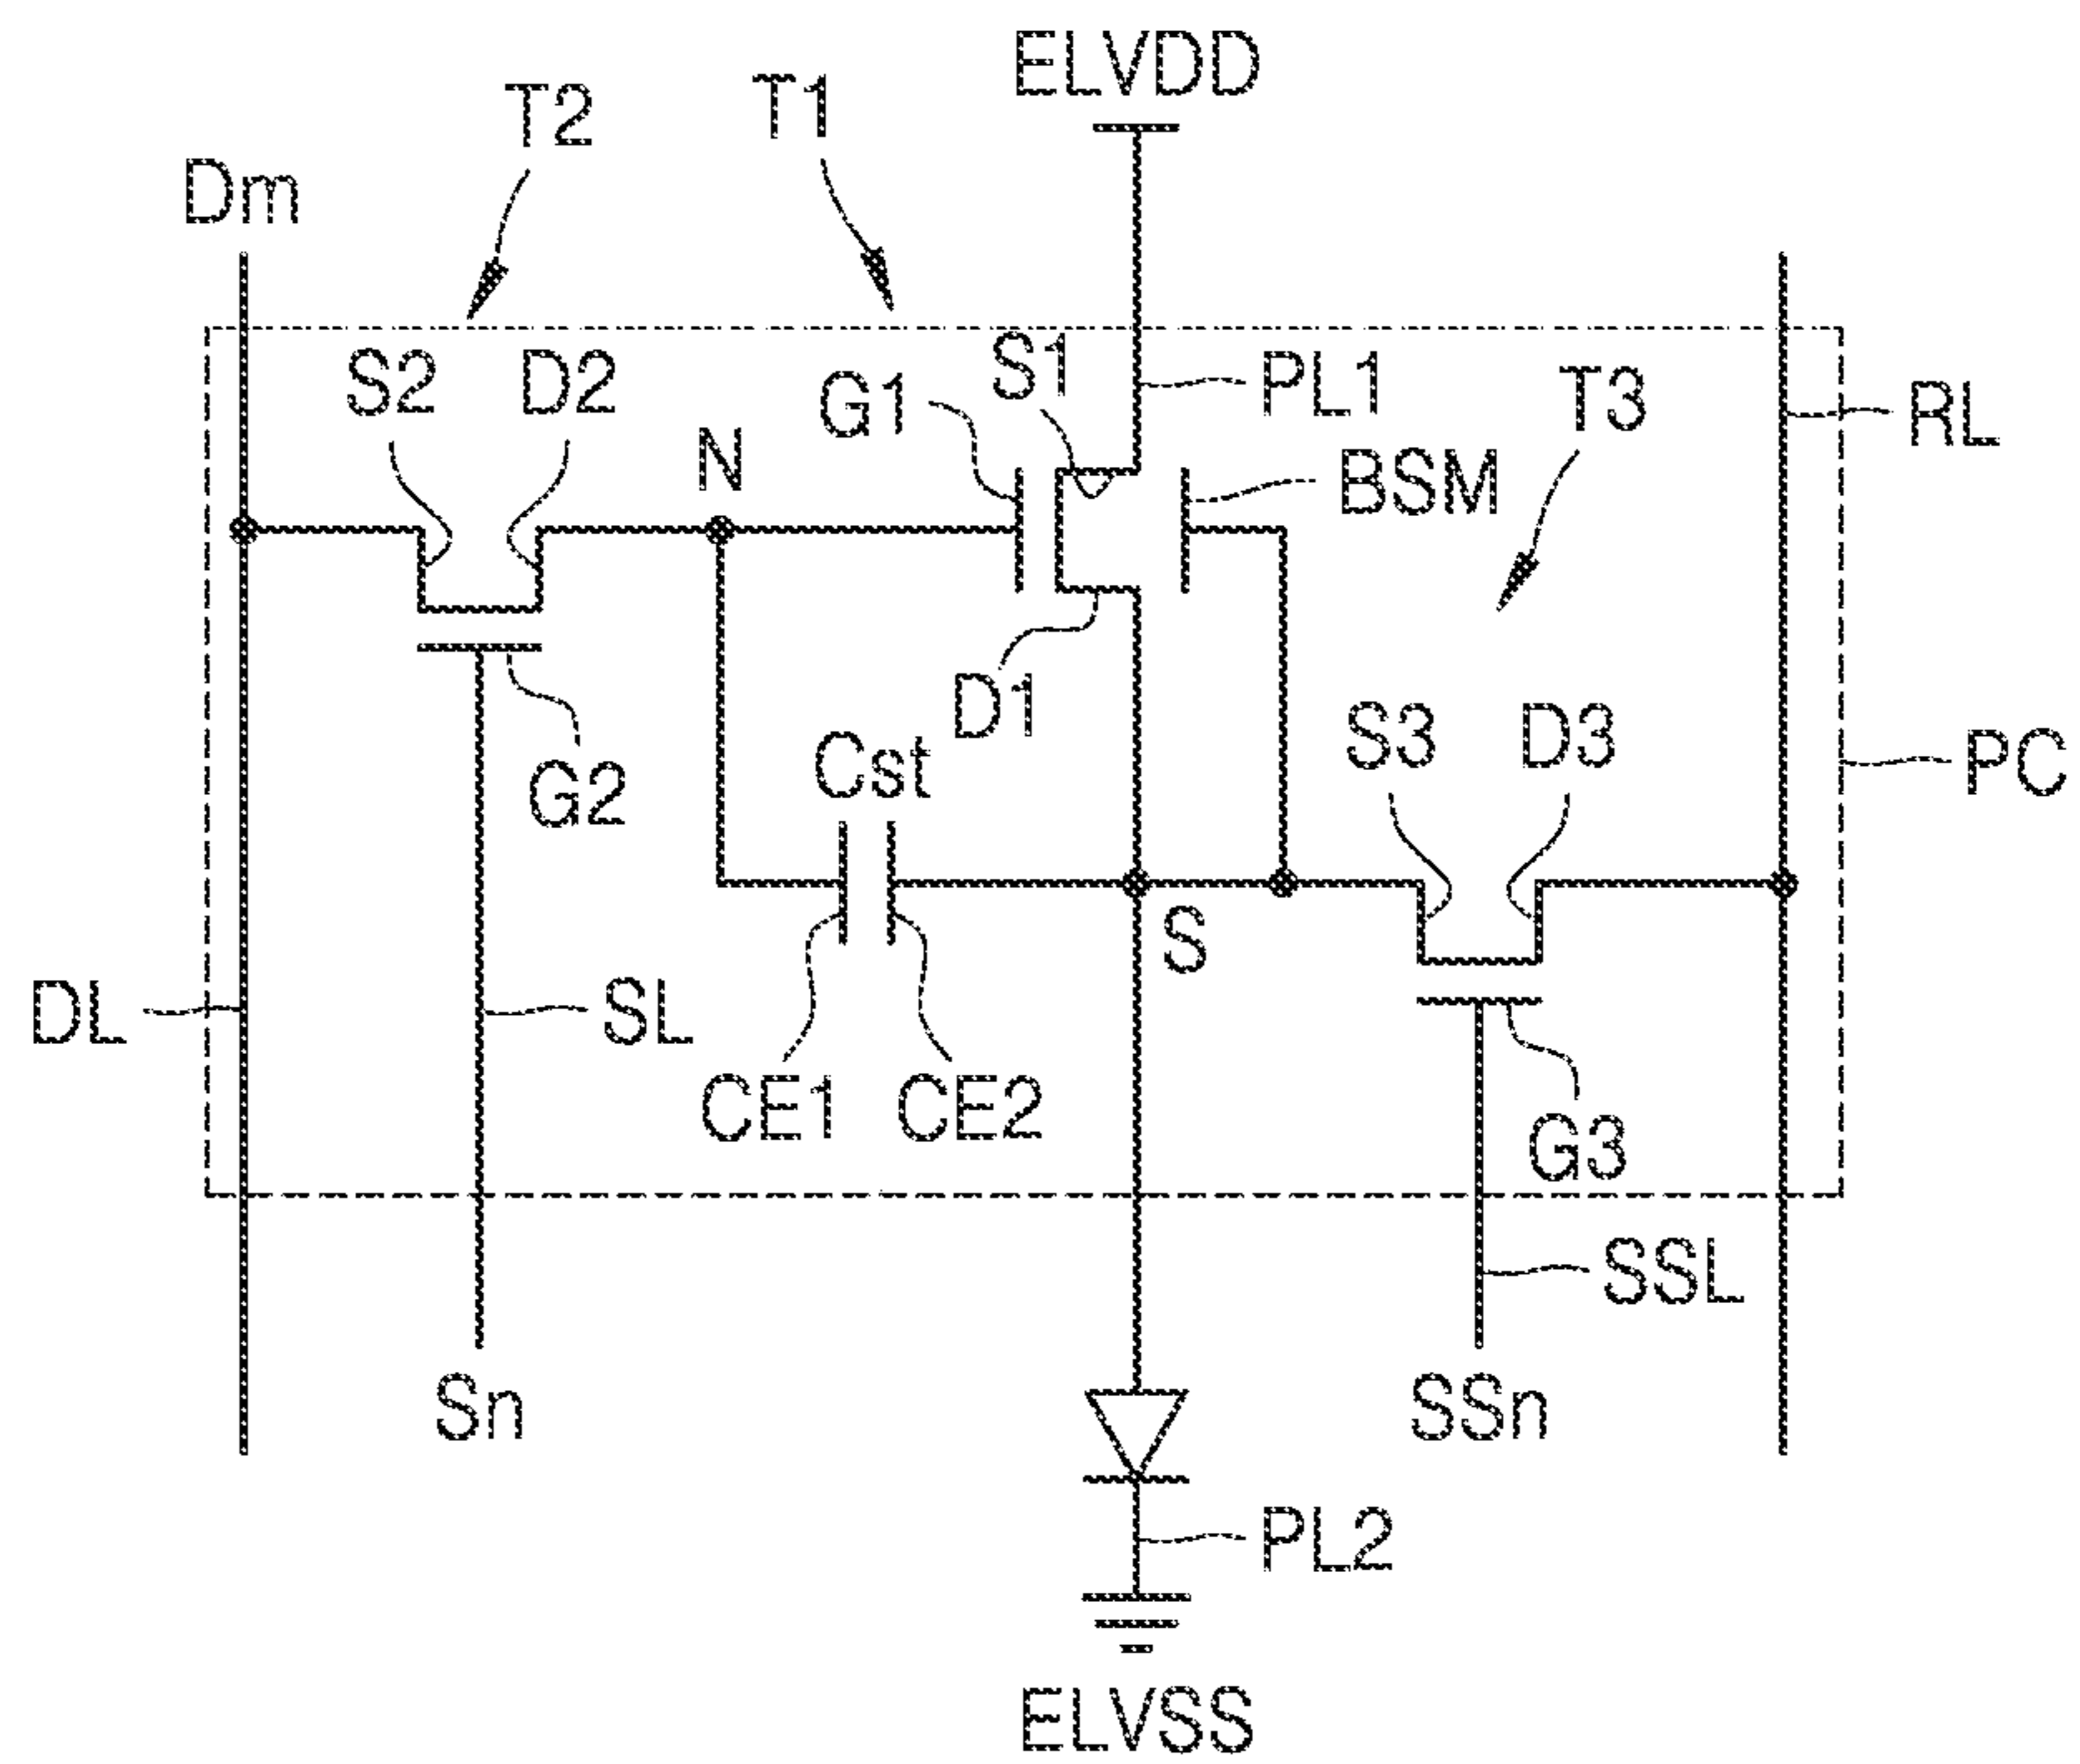 ELVDD
T2
T1
Dm
S2
D2
G1
S1
PL1
T3
RL
N
BSM
D1
S3
D3
PC
G2
Cst
S
DL
SL
CE1
CE2
G3
SSL
Sn
SSn
PL2
ELVSS